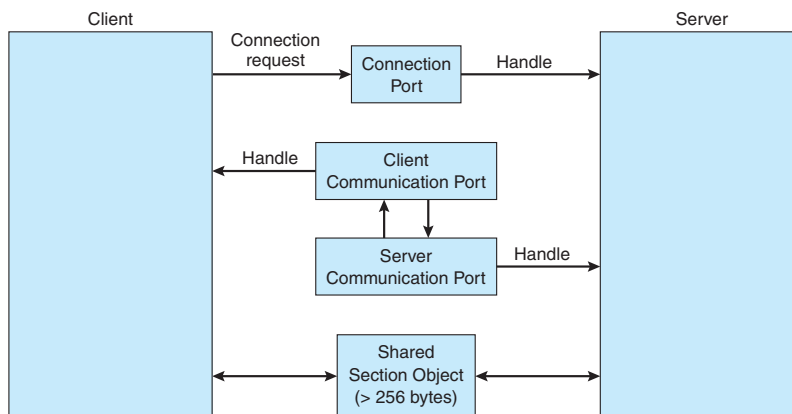 Client
Server
Connection
request
Connection
Port
Handle
Handle
Client
Communication Port
Server
Communication Port
Handle
Shared
Section Object
(> 256 bytes)